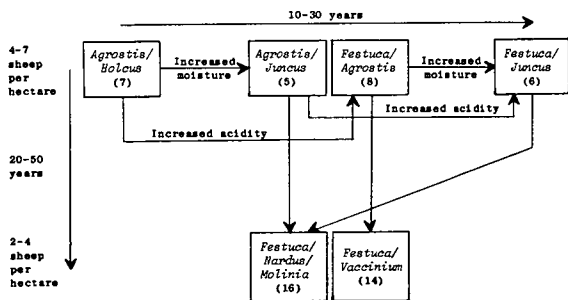 10-30 years
4-7
sheep
per
hectare
Agrostis/
Holcus
(7)
Increased
moisture
Agrostis/
Juncus
(5)
Festuca/
Agrostis
(8)
Increased
moisture
Festuca/
Juncus
(6)
Increased acidity
Increased acidity
20-50
years
2-4
sheep
per
hectare
Festuca/
Nardus/
Molinia
(16)
Festuca/
Vaccinium
(14)